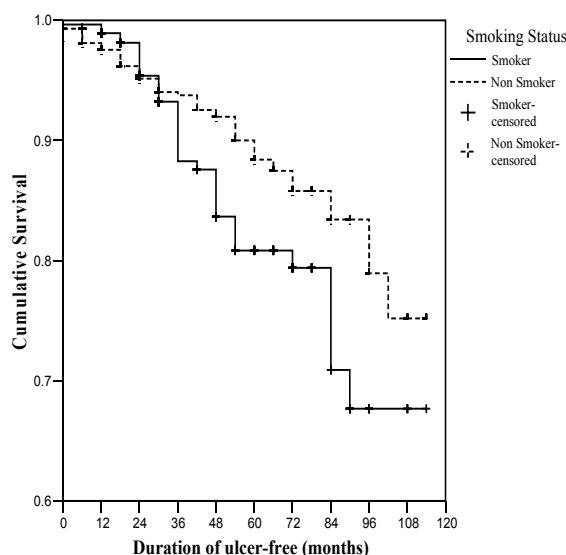 Smoking Status
Smoker
Non Smoker
Smoker-
censored
Non Smoker-
censored
Cumulative Survival
1.0
0.9
0.8
0.7
0.6
0 12 24 36 48 60 72 84 96 108 120
Duration of ulcer-free (months)